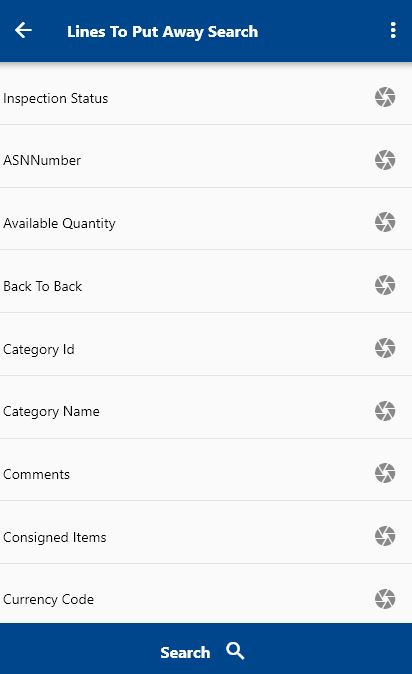 Lines To Put Away Search
Inspection Status
ASNNumber
Available Quantity
Back To Back
Category Id
Category Name
Comments
Consigned Items
Currency Code
Search